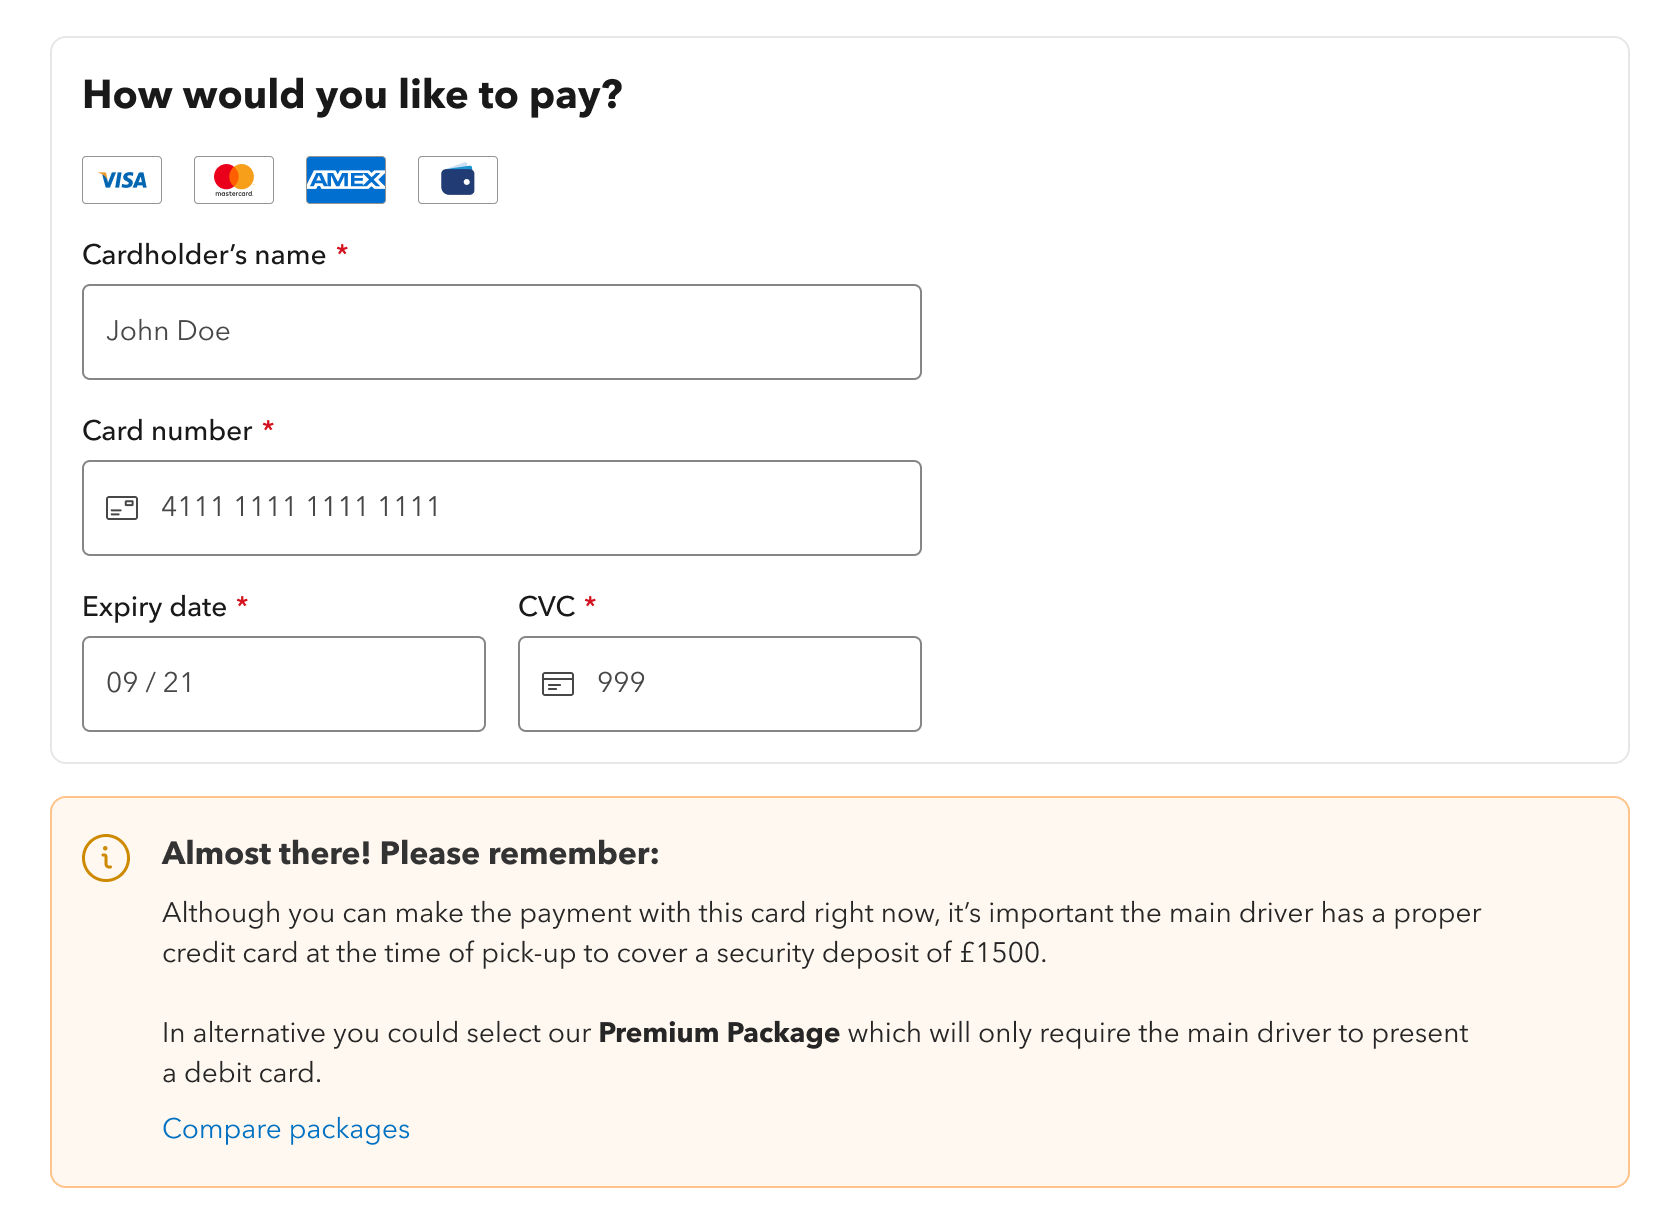 How would you like to pay?
VISA
mastercard.
AMEX
Cardholder’s name *
John Doe
Card number *
4111 1111 1111 1111
Expiry date *
CVC *
09 / 21
999
Almost there! Please remember:
Although you can make the payment with this card right now, it’s important the main driver has a proper
credit card at the time of pick-up to cover a security deposit of £1500.
In alternative you could select our Premium Package which will only require the main driver to present
a debit card.
Compare packages